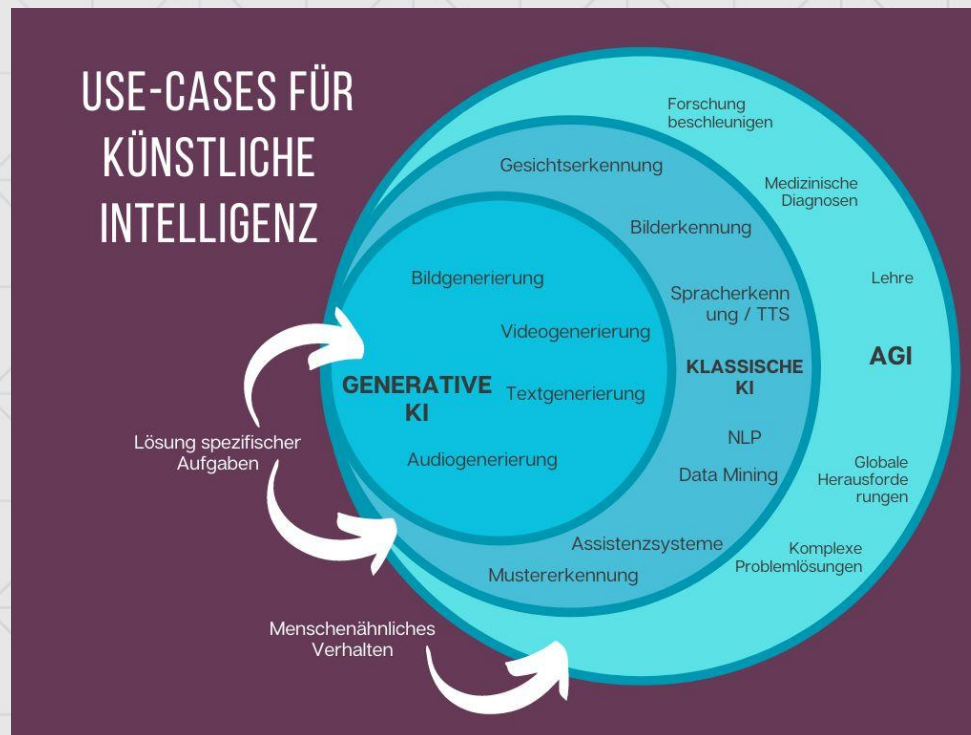 USE-CASES FÜR
KÜNSTLICHE
INTELLIGENZ
Forschung
beschleunigen
Gesichtserkennung
Medizinische
Diagnosen
Bilderkennung
Bildgenerierung
Lehre
Spracherkenn
ung / TTS
Videogenerierung
AGI
KLASSISCHE
KI
GENERATIVE
KI
Textgenerierung
Lösung spezifischer
Aufgaben
NLP
Audiogenerierung
Data Mining
Globale
Herausforde
rungen
Assistenzsysteme
Komplexe
Problemlösungen
Mustererkennung
Menschenähnliches
Verhalten